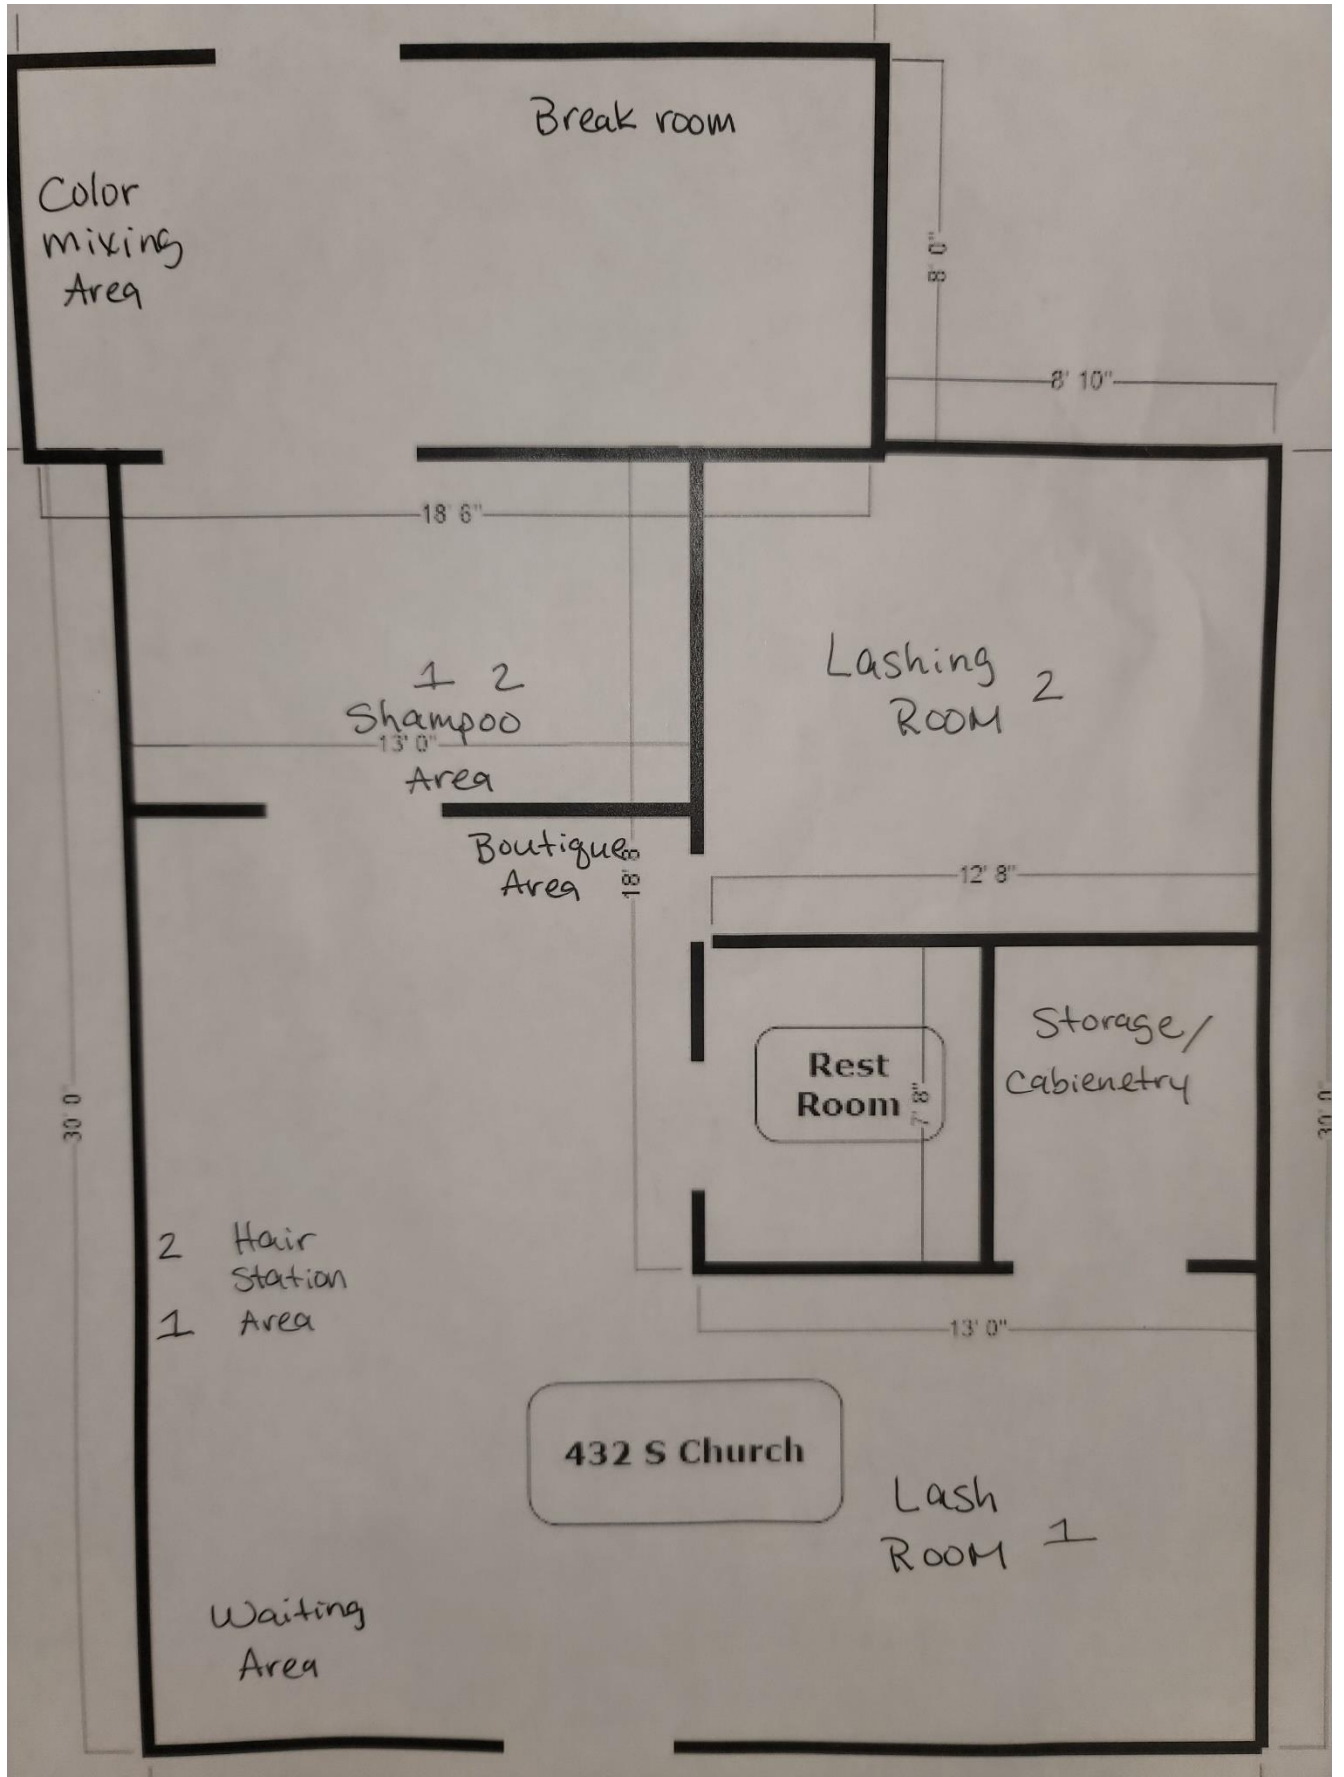 Break room
Color
mixing
Area
8' 0"
8' 10"
18' 6"
1 2
Shampoo
13' 0"
Area
Lashing
ROOM 2
Boutique
Area
18' 8
12' 8"
Rest
Room
7' 8"
Storage/
Cabienetry
30' 0"
30' 0"
2 Hair
Station
1 Area
13' 0"
432 S Church
Lash
ROOM 1
Waiting
Area